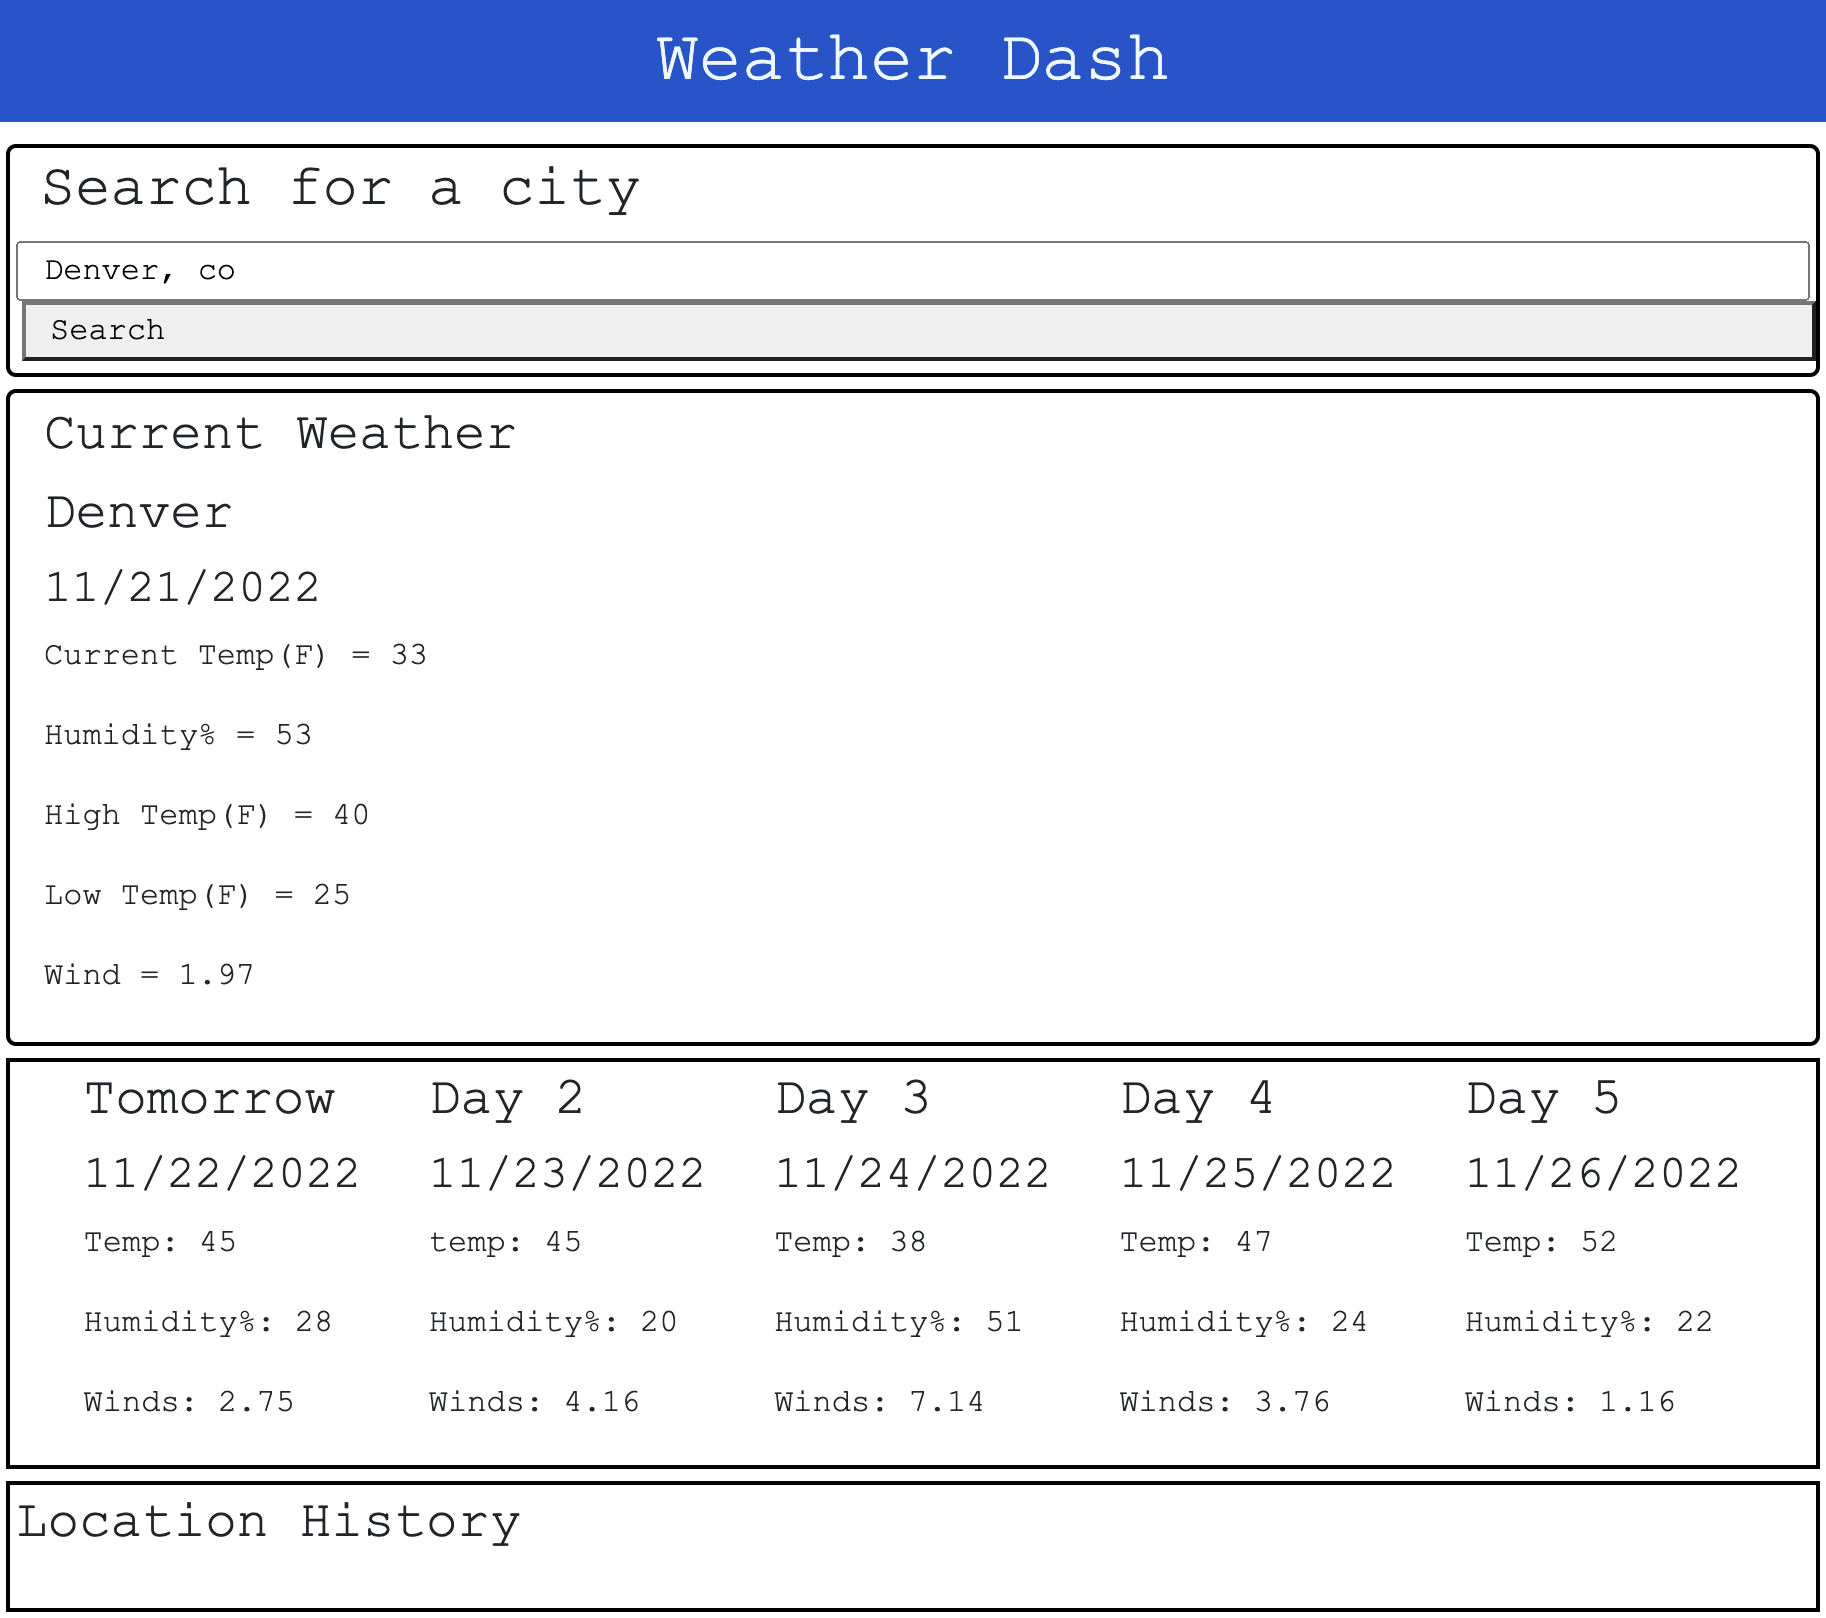 Weather Dash
Search for a city
Denver, co
Search
Current Weather
Denver
11/21/2022
Current Temp(F) = 33
Humidity% = 53
High Temp(F) = 40
Low Temp(F) = 25
Wind = 1.97
Tomorrow
11/22/2022
Temp: 45
Humidity%: 28
Winds: 2.75
Day 2
11/23/2022
temp: 45
Humidity%: 20
Winds: 4.16
Day 3
11/24/2022
Temp: 38
Humidity%: 51
Winds: 7.14
Day 4
11/25/2022
Temp: 47
Humidity%: 24
Winds: 3.76
Day 5
11/26/2022
Temp: 52
Humidity%: 22
Winds: 1.16
Location History